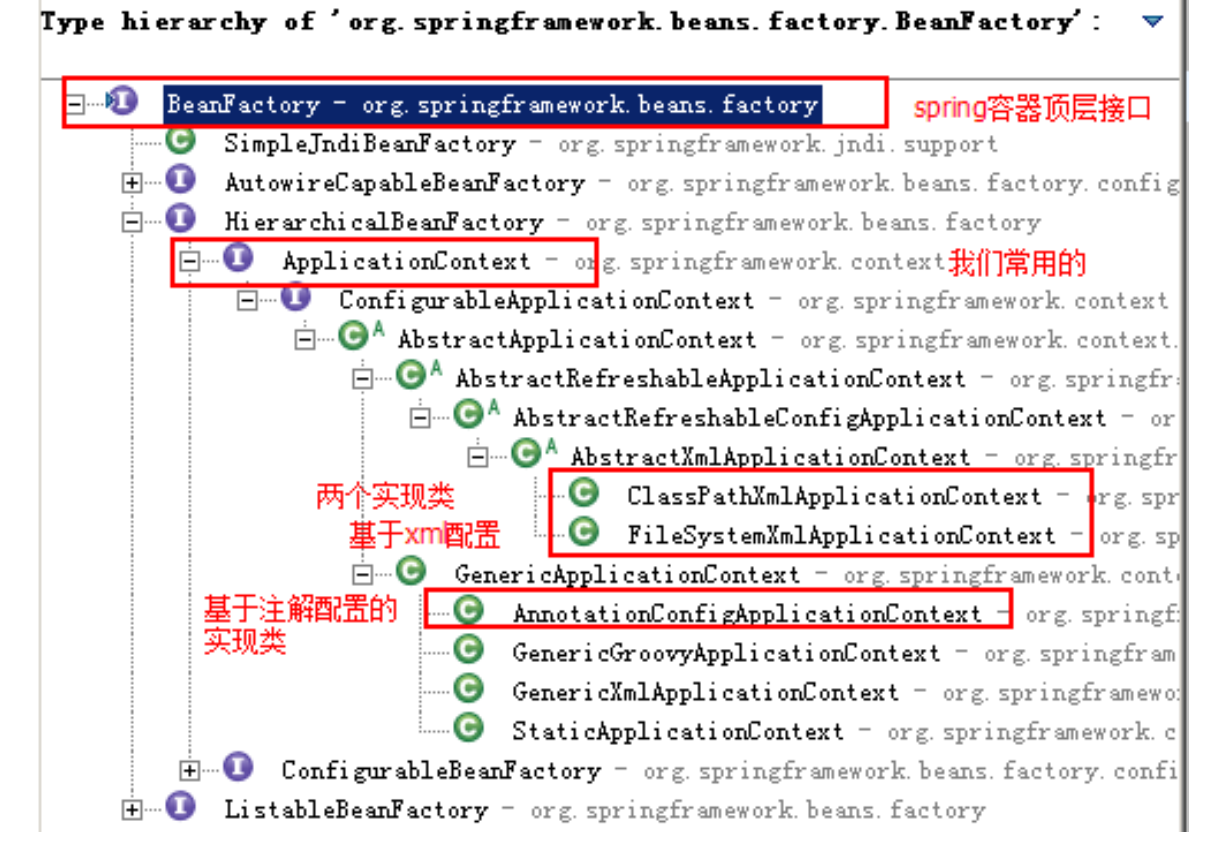 Type hierarchy of 'org.springframework.beans.factory.BeanFactory':
BeanFactory - org.springframework.beans.factory
spring容器顶层接口
SimpleJndiBeanFactory - org.springframework.jndi.support
AutowireCapableBeanFactory - org.springframework.beans.factory.config
HierarchicalBeanFactory - org.springframework.beans.factory
ApplicationContext - org.springframework.context
我们常用的
ConfigurableApplicationContext - org.springframework.context
AbstractApplicationContext - org.springframework.context.
AbstractRefreshableApplicationContext - org.springfr
AbstractRefreshableConfigApplicationContext - or
AbstractXmlApplicationContext - org.springfr
两个实现类
ClassPathXmlApplicationContext - org.spr
基于xml配置
FileSystemXmlApplicationContext - org.sp
GenericApplicationContext - org.springframework.cont
基于注解配置的
实现类
AnnotationConfigApplicationContext - org.springf
GenericGroovyApplicationContext - org.springfram
GenericXmlApplicationContext - org.springframewo
StaticApplicationContext - org.springframework.c
ConfigurableBeanFactory - org.springframework.beans.factory.confi
ListableBeanFactory - org.springframework.beans.factory